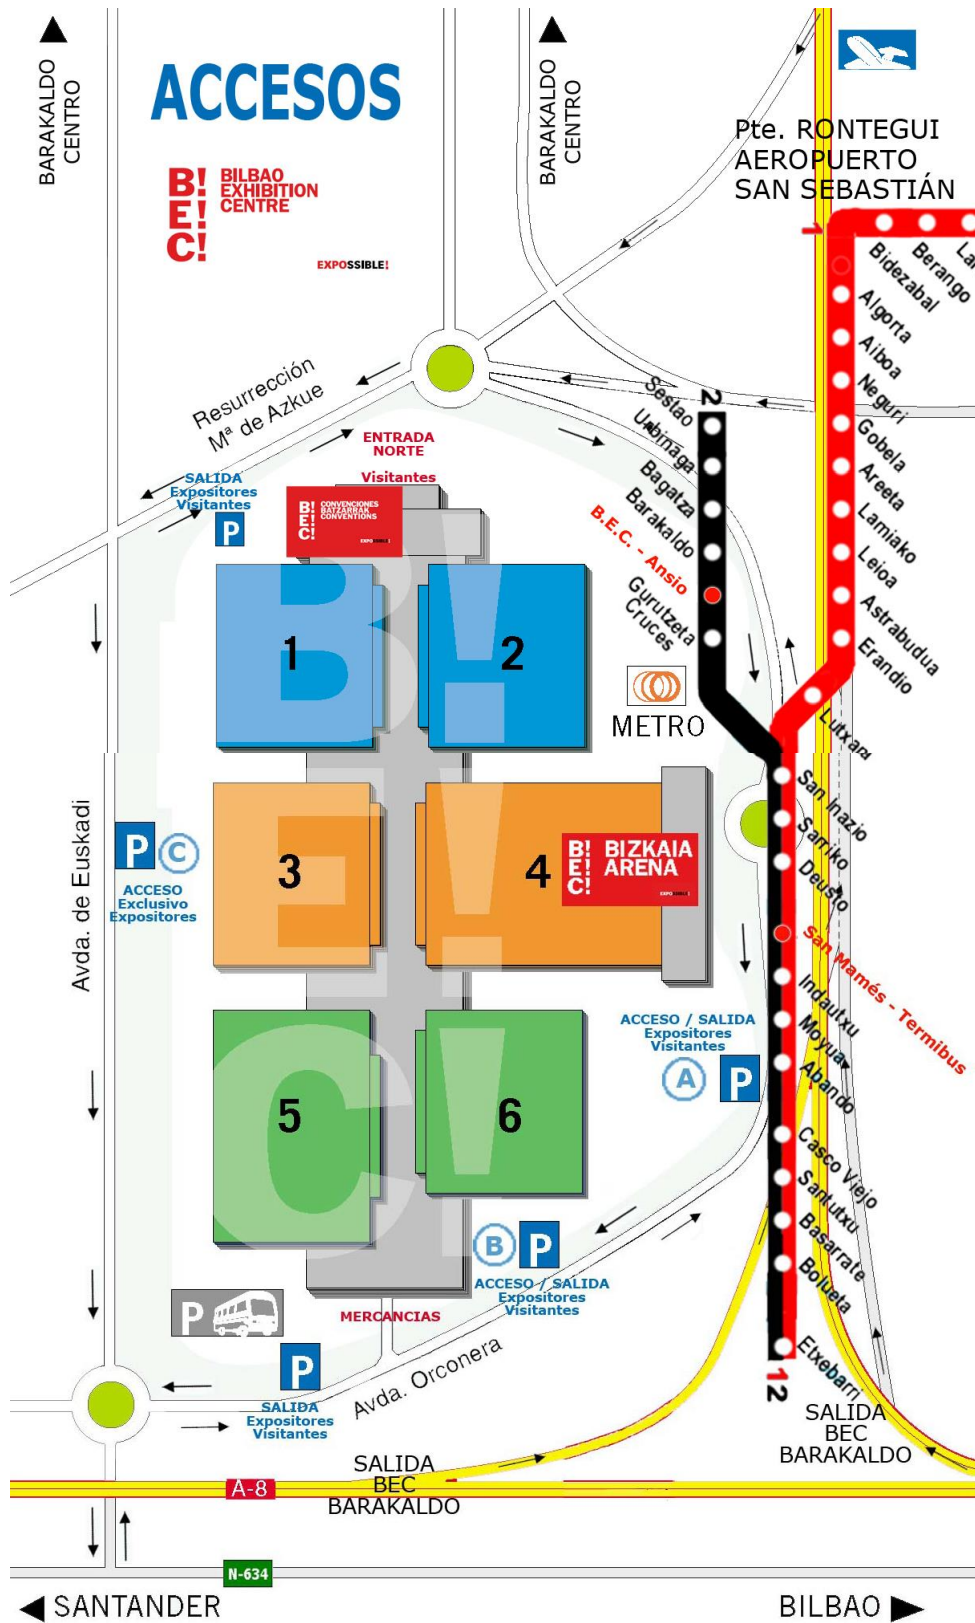 BARAKALDO
CENTRO
ACCESOS
BARAKALDO
CENTRO
B!
E!
C!
BILBAO
EXHIBITION
CENTRE
EXPOSSIBLE!
Pte. RONTEGUI
AEROPUERTO
SAN SEBASTIÁN
1
Bidezabal
Berango
Algorta
Aiboa
Neguri
Gobela
Areeta
Lamiako
Leioa
Astrabudua
Erandio
Lutxana
2
Sestao
Urbinaga
Bagatza
Barakaldo
B.E.C. - Ansio
Gurutzeta
Cruces
METRO
San Inazio
Sarriko
Deusto
San Mamés - Termibus
Indautxu
Moyua
Abando
Casco Viejo
Santutxu
Basarrate
Bolueta
Etxebarri
12
Resurrección
Mª de Azkue
ENTRADA
NORTE
Visitantes
SALIDA
Expositores
Visitantes
P
B!
E!
C!
CONVENCIONES
BATZARRAK
CONVENTIONS
EXPOSSIBLE!
B!
1
2
Avda. de Euskadi
P
C
ACCESO
Exclusivo
Expositores
E!
3
4
B!
E!
C!
BIZKAIA
ARENA
EXPOSSIBLE!
ACCESO / SALIDA
Expositores
Visitantes
A
P
C!
5
6
B
P
ACCESO / SALIDA
Expositores
Visitantes
MERCANCIAS
P
P
SALIDA
Expositores
Visitantes
Avda. Orconera
SALIDA
BEC
BARAKALDO
SALIDA
BEC
BARAKALDO
A-8
N-634
SANTANDER
BILBAO